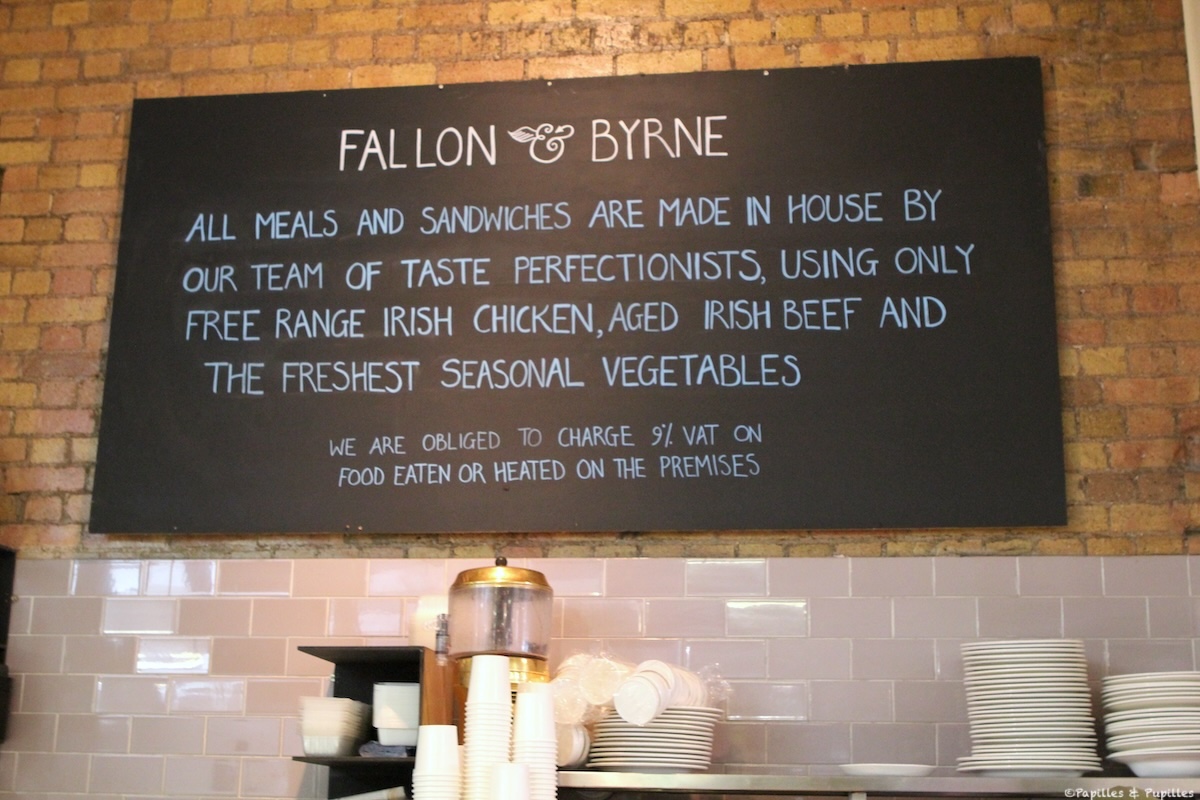 FALLON & BYRNE
ALL MEALS AND SANDWICHES ARE MADE IN HOUSE BY
OUR TEAM OF TASTE PERFECTIONISTS, USING ONLY
FREE RANGE IRISH CHICKEN, AGED IRISH BEEF AND
THE FRESHEST SEASONAL VEGETABLES
WE ARE OBLIGED TO CHARGE 9% VAT ON
FOOD EATEN OR HEATED ON THE PREMISES
©Papilles & Pupilles